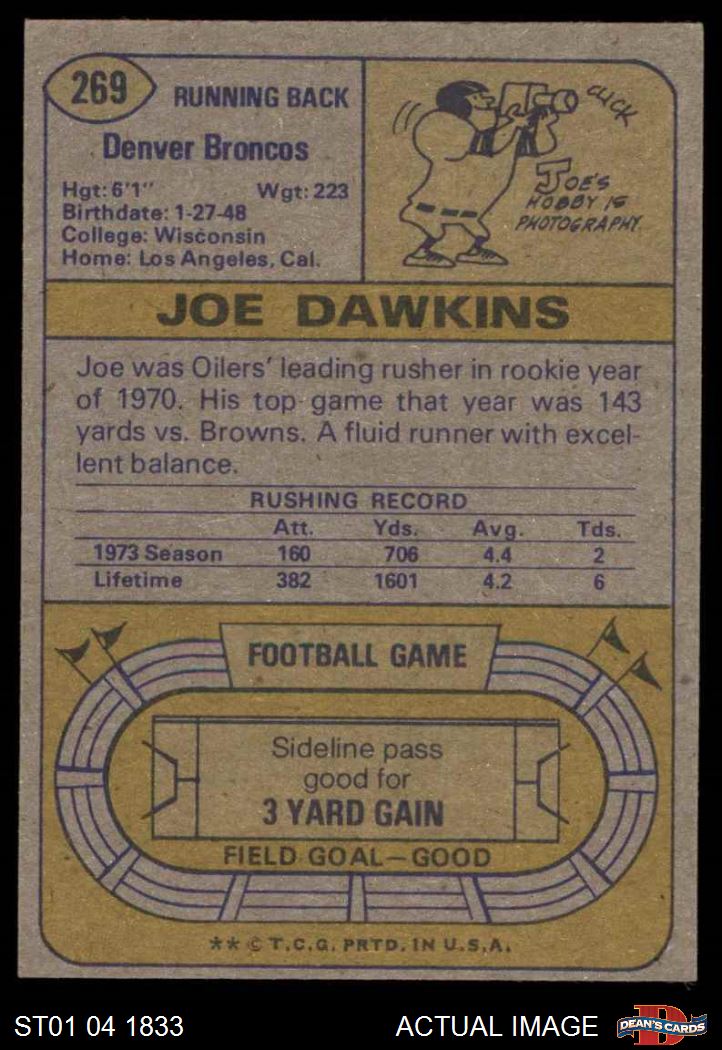 269
RUNNING BACK
Denver Broncos
Hgt: 6'1" Wgt: 223
Birthdate: 1-27-48
College: Wisconsin
Home: Los Angeles, Cal.
CLICK
JOE'S
HOBBY IS
PHOTOGRAPHY.
JOE DAWKINS
Joe was Oilers' leading rusher in rookie year
of 1970. His top game that year was 143
yards vs. Browns. A fluid runner with excel-
lent balance.
RUSHING RECORD
Att. Yds. Avg. Tds.
1973 Season 160 706 4.4 2
Lifetime 382 1601 4.2 6
FOOTBALL GAME
Sideline pass
good for
3 YARD GAIN
FIELD GOAL—GOOD
** © T.C.G. PRTD. IN U.S.A.
ST01 04 1833 ACTUAL IMAGE
D
DEAN'S CARDS